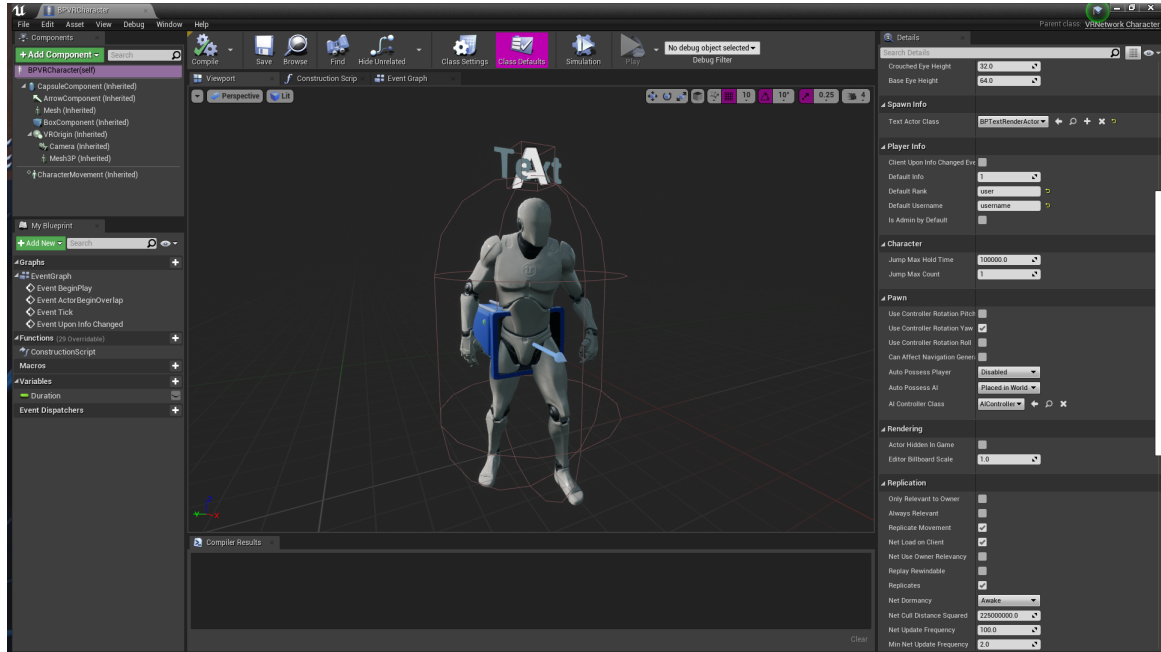 BPVRCharacter
File Edit Asset View Debug Window Help
Parent class: VRNetwork Character
Components
+Add Component
Search
BPVRCharacter(self)
CapsuleComponent (Inherited)
ArrowComponent (Inherited)
Mesh (Inherited)
BoxComponent (Inherited)
VROrigin (Inherited)
Camera (Inherited)
Mesh3P (Inherited)
CharacterMovement (Inherited)
My Blueprint
+Add New
Search
Graphs
EventGraph
Event BeginPlay
Event ActorBeginOverlap
Event Tick
Event Upon Info Changed
Functions (29 Overridable)
ConstructionScript
Macros
Variables
Duration
Event Dispatchers
Compile Save Browse Find Hide Unrelated Class Settings Class Defaults Simulation Play
No debug object selected
Debug Filter
Viewport Construction Scrip Event Graph
Perspective Lit
10 10° 0.25 4
Text
A
Compiler Results
Clear
Details
Search Details
Crouched Eye Height 32.0
Base Eye Height 64.0
Spawn Info
Text Actor Class BPTextRenderActor
Player Info
Client Upon Info Changed Eve
Default Info 1
Default Rank user
Default Username username
Is Admin by Default
Character
Jump Max Hold Time 100000.0
Jump Max Count 1
Pawn
Use Controller Rotation Pitch
Use Controller Rotation Yaw
Use Controller Rotation Roll
Can Affect Navigation Gener
Auto Possess Player Disabled
Auto Possess AI Placed in World
AI Controller Class AIController
Rendering
Actor Hidden In Game
Editor Billboard Scale 1.0
Replication
Only Relevant to Owner
Always Relevant
Replicate Movement
Net Load on Client
Net Use Owner Relevancy
Replay Rewindable
Replicates
Net Dormancy Awake
Net Cull Distance Squared 225000000.0
Net Update Frequency 100.0
Min Net Update Frequency 2.0